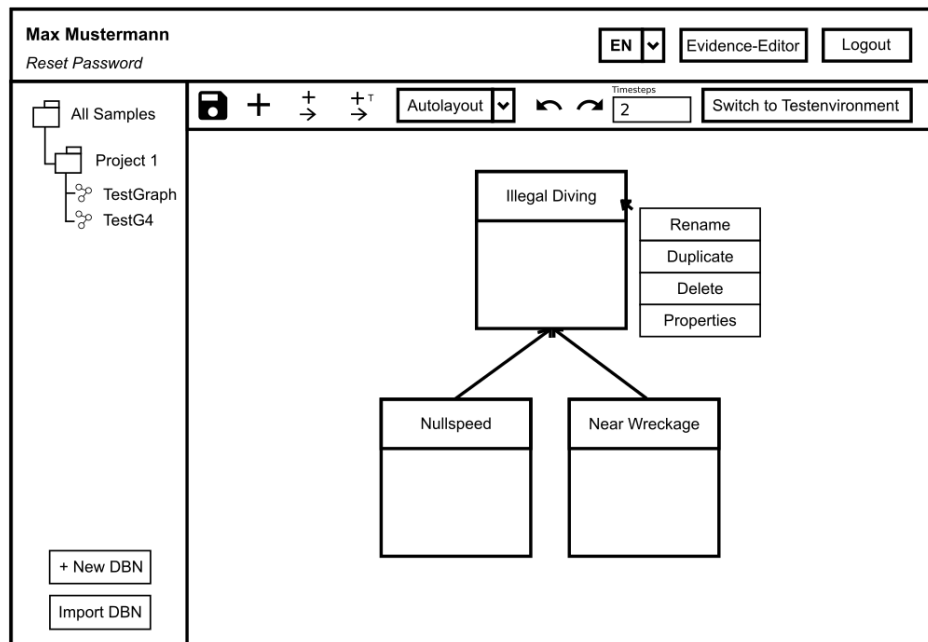 Max Mustermann
Reset Password
EN
Evidence-Editor
Logout
All Samples
Project 1
TestGraph
TestG4
+ New DBN
Import DBN
T
Autolayout
Timesteps
2
Switch to Testenvironment
Illegal Diving
Rename
Duplicate
Delete
Properties
Nullspeed
Near Wreckage